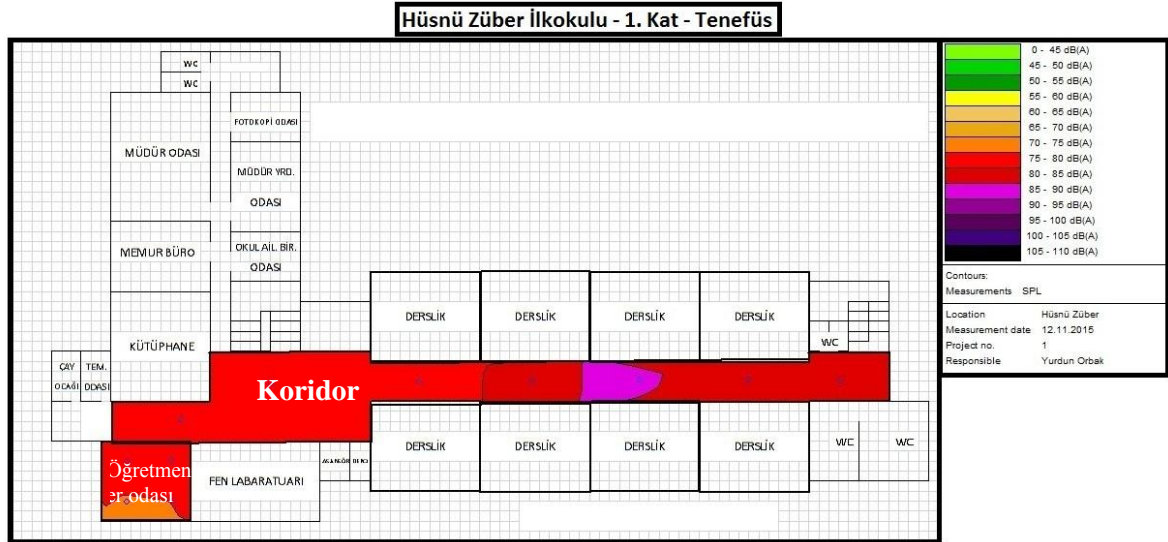 Hüsnü Züber İlkokulu - 1. Kat - Tenefüs
WC
WC
FOTOKOPİ ODASI
MÜDÜR ODASI
MÜDÜR YRD.
ODASI
MEMUR BÜRO
OKUL AİL. BİR.
ODASI
KÜTÜPHANE
ÇAY
OCAĞI
TEM.
ODASI
DERSLİK
DERSLİK
DERSLİK
DERSLİK
WC
Koridor
DERSLİK
DERSLİK
DERSLİK
DERSLİK
WC
WC
Öğretmen
er odası
FEN LABARATUARI
0 - 45 dB(A)
45 - 50 dB(A)
50 - 55 dB(A)
55 - 60 dB(A)
60 - 65 dB(A)
65 - 70 dB(A)
70 - 75 dB(A)
75 - 80 dB(A)
80 - 85 dB(A)
85 - 90 dB(A)
90 - 95 dB(A)
95 - 100 dB(A)
100 - 105 dB(A)
105 - 110 dB(A)
Contours:
Measurements SPL
Location Hüsnü Züber
Measurement date 12.11.2015
Project no. 1
Responsible Yurdun Orbak